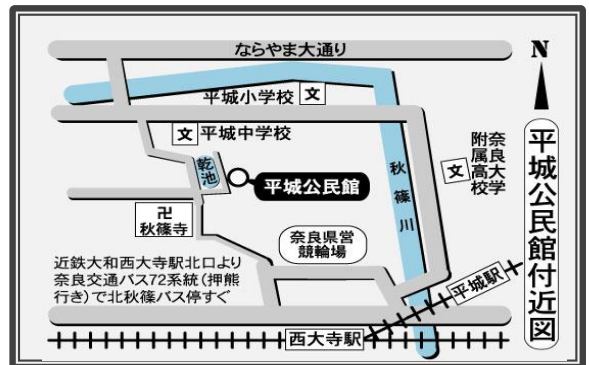 ならやま大通り
N
平城小学校 文
文 平城中学校
奈良大学
附属高校
文
乾池
平城公民館
秋篠川
卍
秋篠寺
奈良県営
競輪場
近鉄大和西大寺駅北口より
奈良交通バス72系統(押熊
行き)で北秋篠バス停すぐ
平城駅
西大寺駅
平城公民館付近図